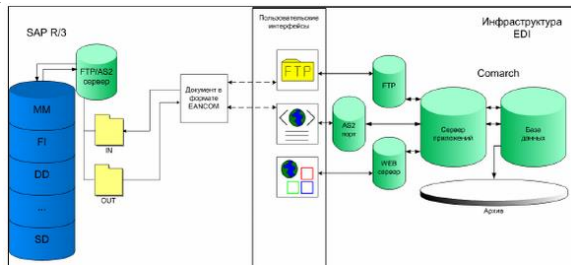 SAP R/3
FTP/AS2
сервер
MM
FI
DD
...
SD
IN
OUT
Документ в
формате
EANCOM
Пользовательские
интерфейсы
FTP
Инфраструктура
EDI
Comarch
FTP
AS2
порт
WEB
сервер
Сервер
приложений
База
данных
Архив